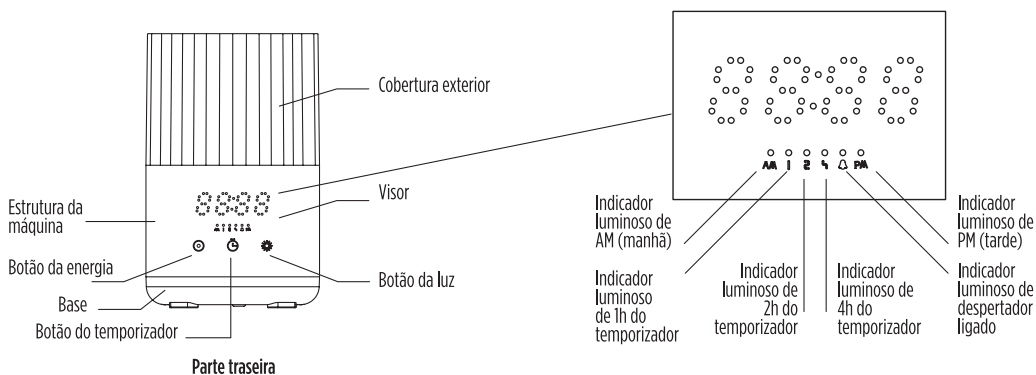 Cobertura exterior
Visor
Estrutura da
máquina
Botão da energia
Base
Botão do temporizador
Botão da luz
Parte traseira
88:88
AM 1 2 4 PM
Indicador
luminoso de
AM (manhã)
Indicador
luminoso
de 1h do
temporizador
Indicador
luminoso de
2h do
temporizador
Indicador
luminoso de
4h do
temporizador
Indicador
luminoso de
PM (tarde)
Indicador
luminoso de
despertador
ligado